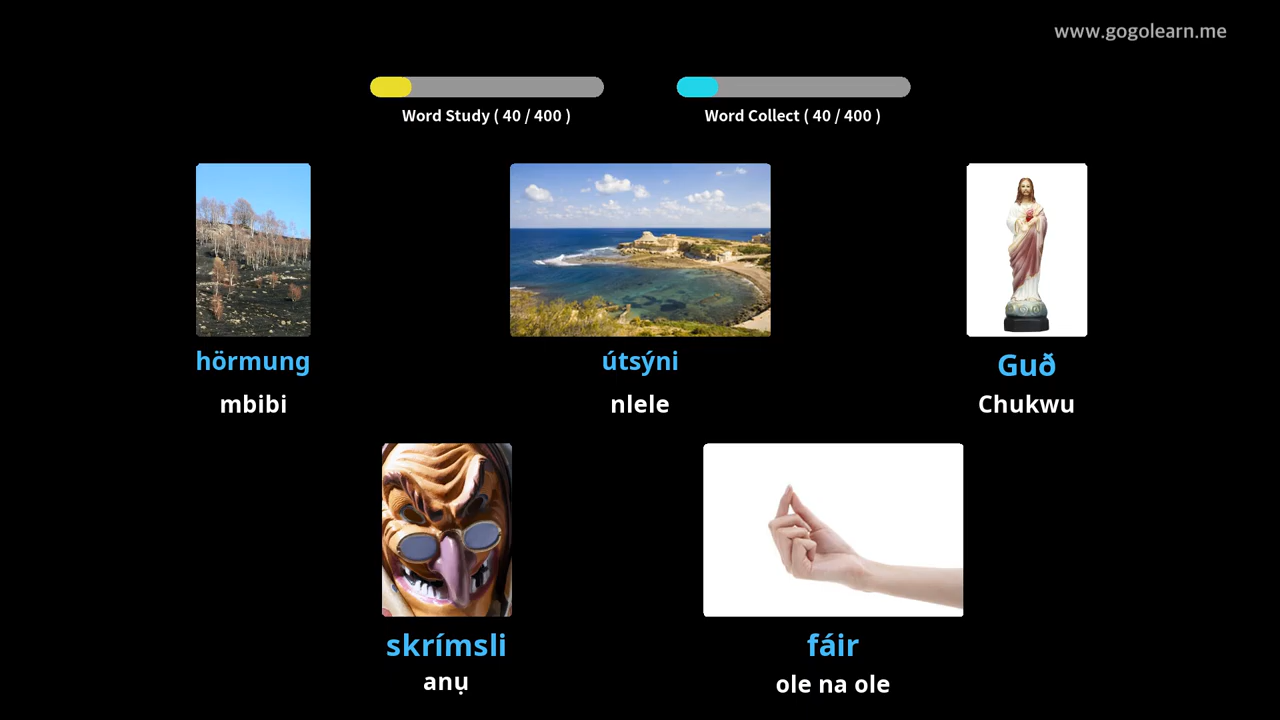 www.gogolearn.me
Word Study ( 40 / 400 )
Word Collect ( 40 / 400 )
hörmung
mbibi
útsýni
nlele
Guð
Chukwu
skrímsli
anụ
fáir
ole na ole